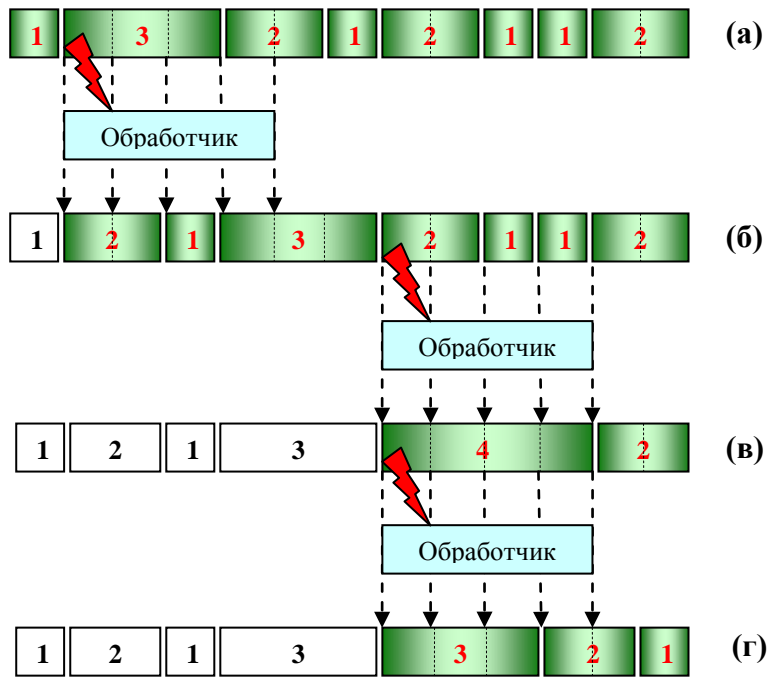 1 3 2 1 2 1 1 2 (а)
Обработчик
1 2 1 3 2 1 1 2 (б)
Обработчик
1 2 1 3 4 2 (в)
Обработчик
1 2 1 3 3 2 1 (г)